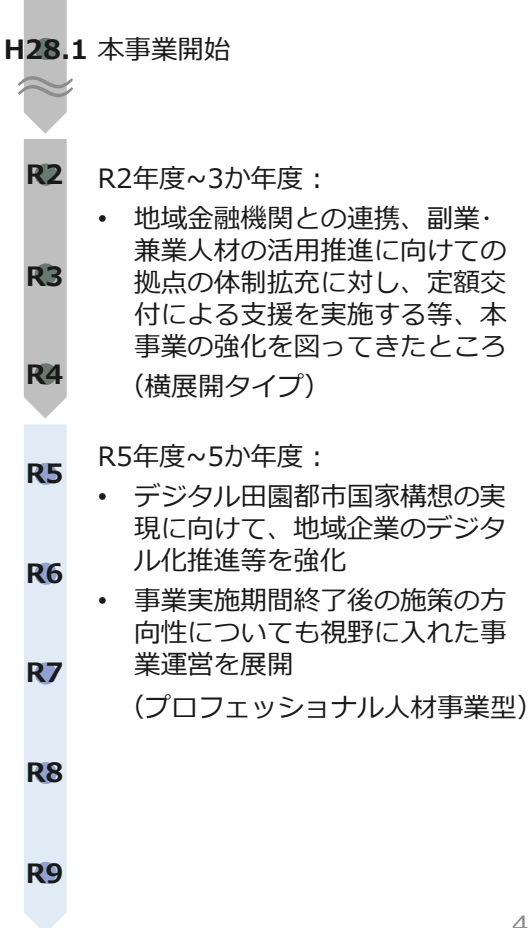 H28.1 本事業開始
R2
R2年度~3か年度：
• 地域金融機関との連携、副業・
兼業人材の活用推進に向けての
R3
拠点の体制拡充に対し、定額交
付による支援を実施する等、本
事業の強化を図ってきたところ
R4
（横展開タイプ）
R5年度~5か年度：
R5
• デジタル田園都市国家構想の実
現に向けて、地域企業のデジタ
ル化推進等を強化
R6
• 事業実施期間終了後の施策の方
向性についても視野に入れた事
業運営を展開
R7
（プロフェッショナル人材事業型）
R8
R9
4